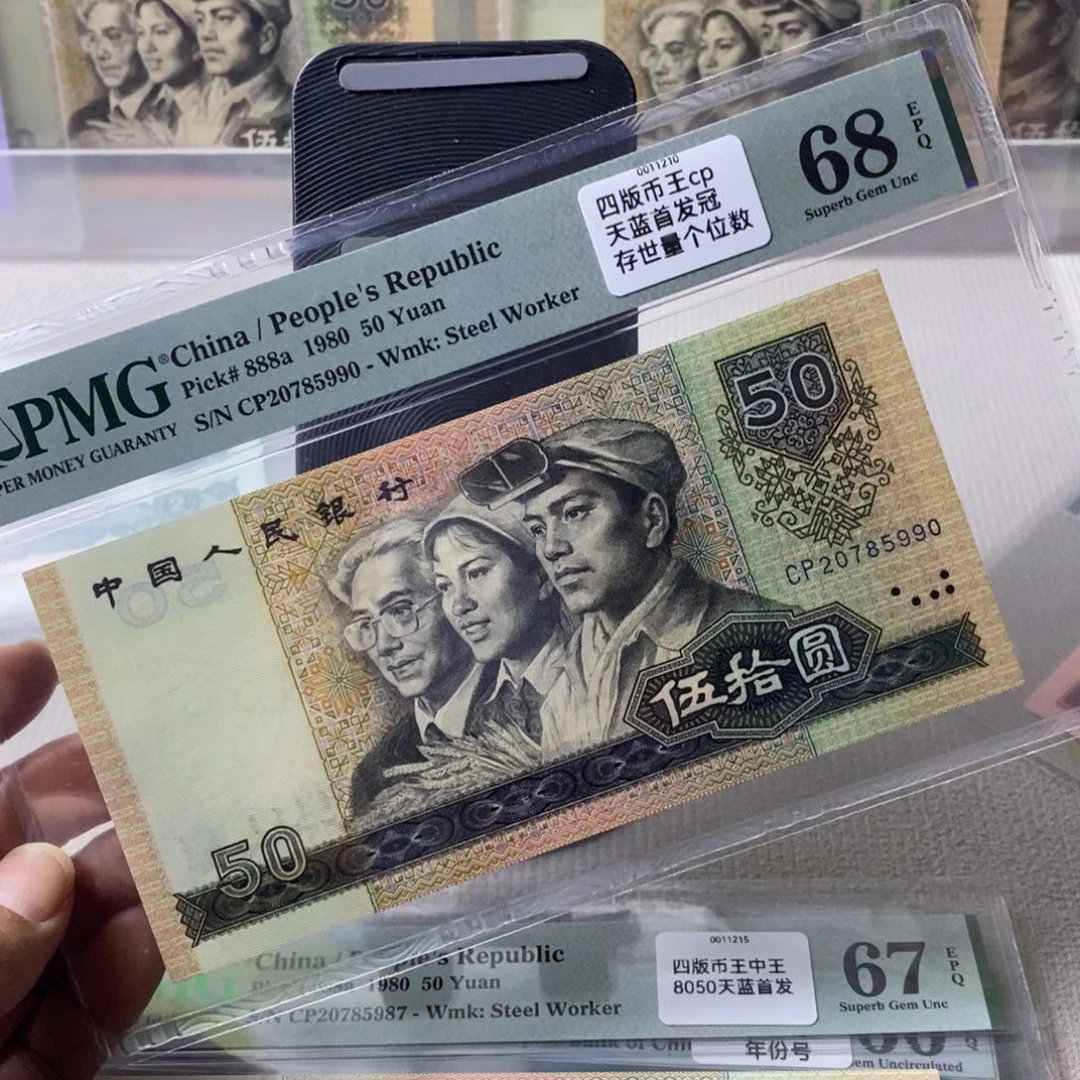 50
伍
0011210
四版币王cp
天蓝首发冠
存世量个位数
68
EPQ
Superb Gem Unc
China / People's Republic
Pick# 888a 1980 50 Yuan
S/N CP20785990 - Wmk: Steel Worker
PMG®
PER MONEY GUARANTY
中国人民银行
50
CP20785990
伍拾圆
50
China / People's Republic
1980 50 Yuan
S/N CP20785987 - Wmk: Steel Worker
0011215
四版币王中王
8050天蓝首发
67
EPQ
Superb Gem Unc
MG
年份号